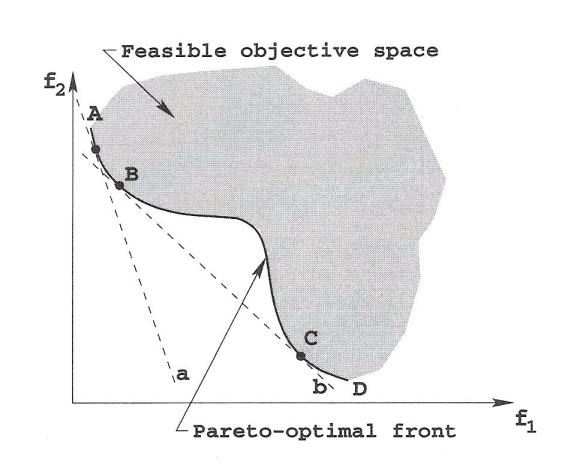 Feasible objective space
f2
A
B
C
a
b
D
f1
Pareto-optimal front